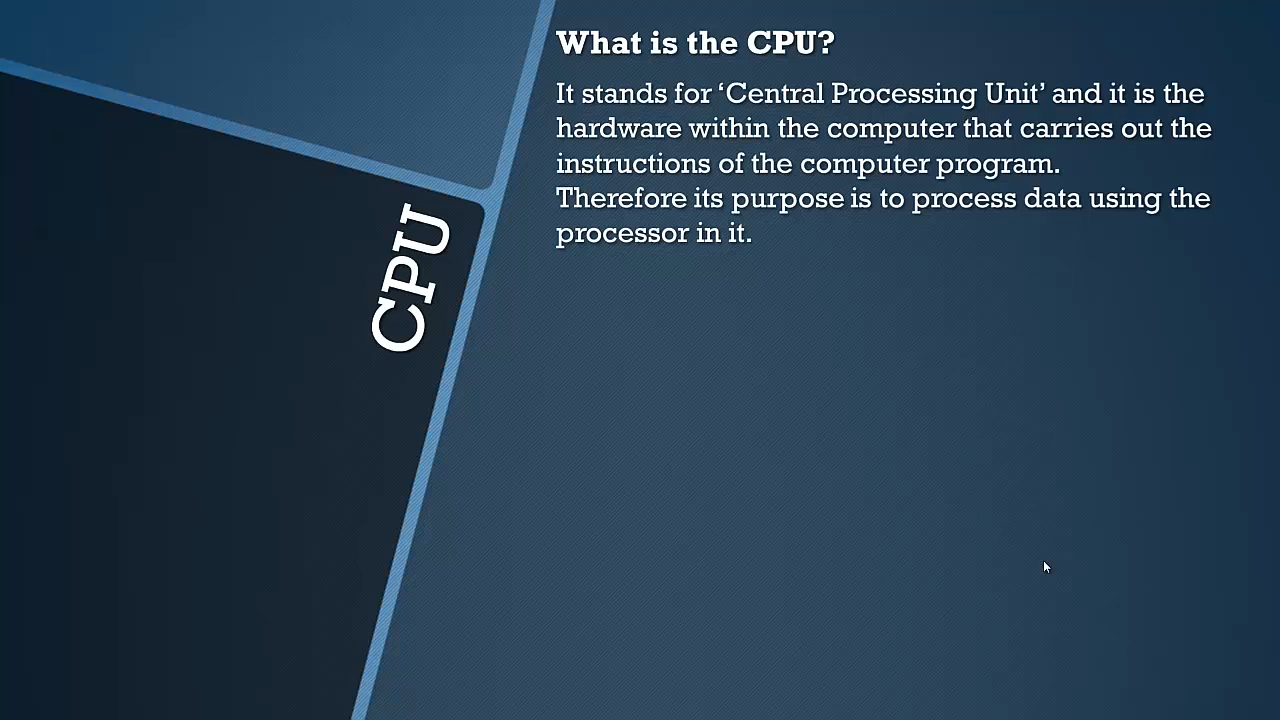 What is the CPU?
It stands for ‘Central Processing Unit’ and it is the
hardware within the computer that carries out the
instructions of the computer program.
Therefore its purpose is to process data using the
processor in it.
CPU